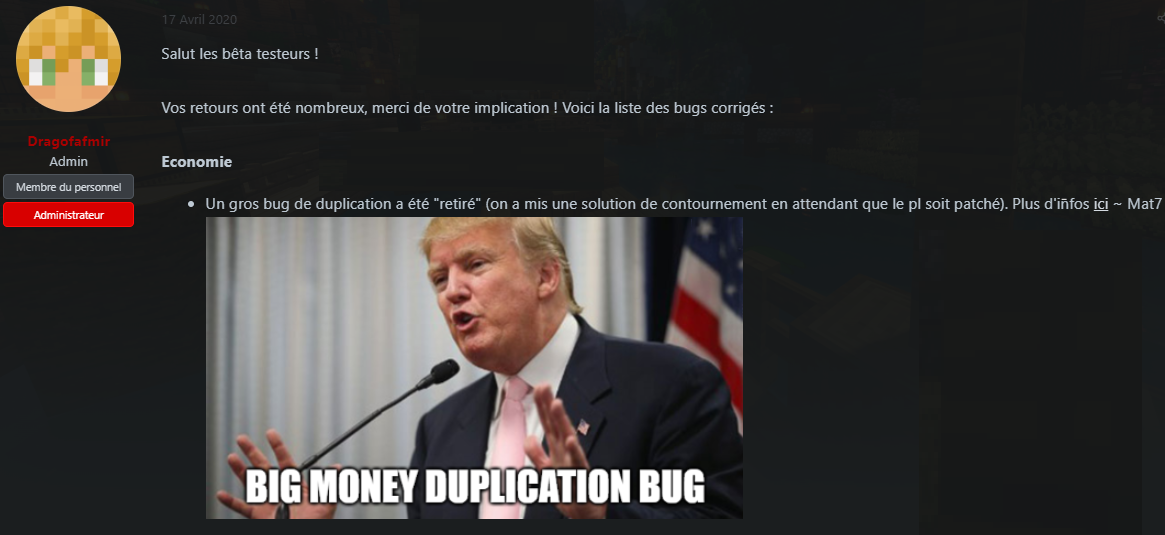 17 Avril 2020
Salut les bêta testeurs !
Vos retours ont été nombreux, merci de votre implication ! Voici la liste des bugs corrigés :
Dragofafmir
Admin
Membre du personnel
Administrateur
Economie
Un gros bug de duplication a été "retiré" (on a mis une solution de contournement en attendant que le pl soit patché). Plus d'infos ici ~ Mat7
BIG MONEY DUPLICATION BUG